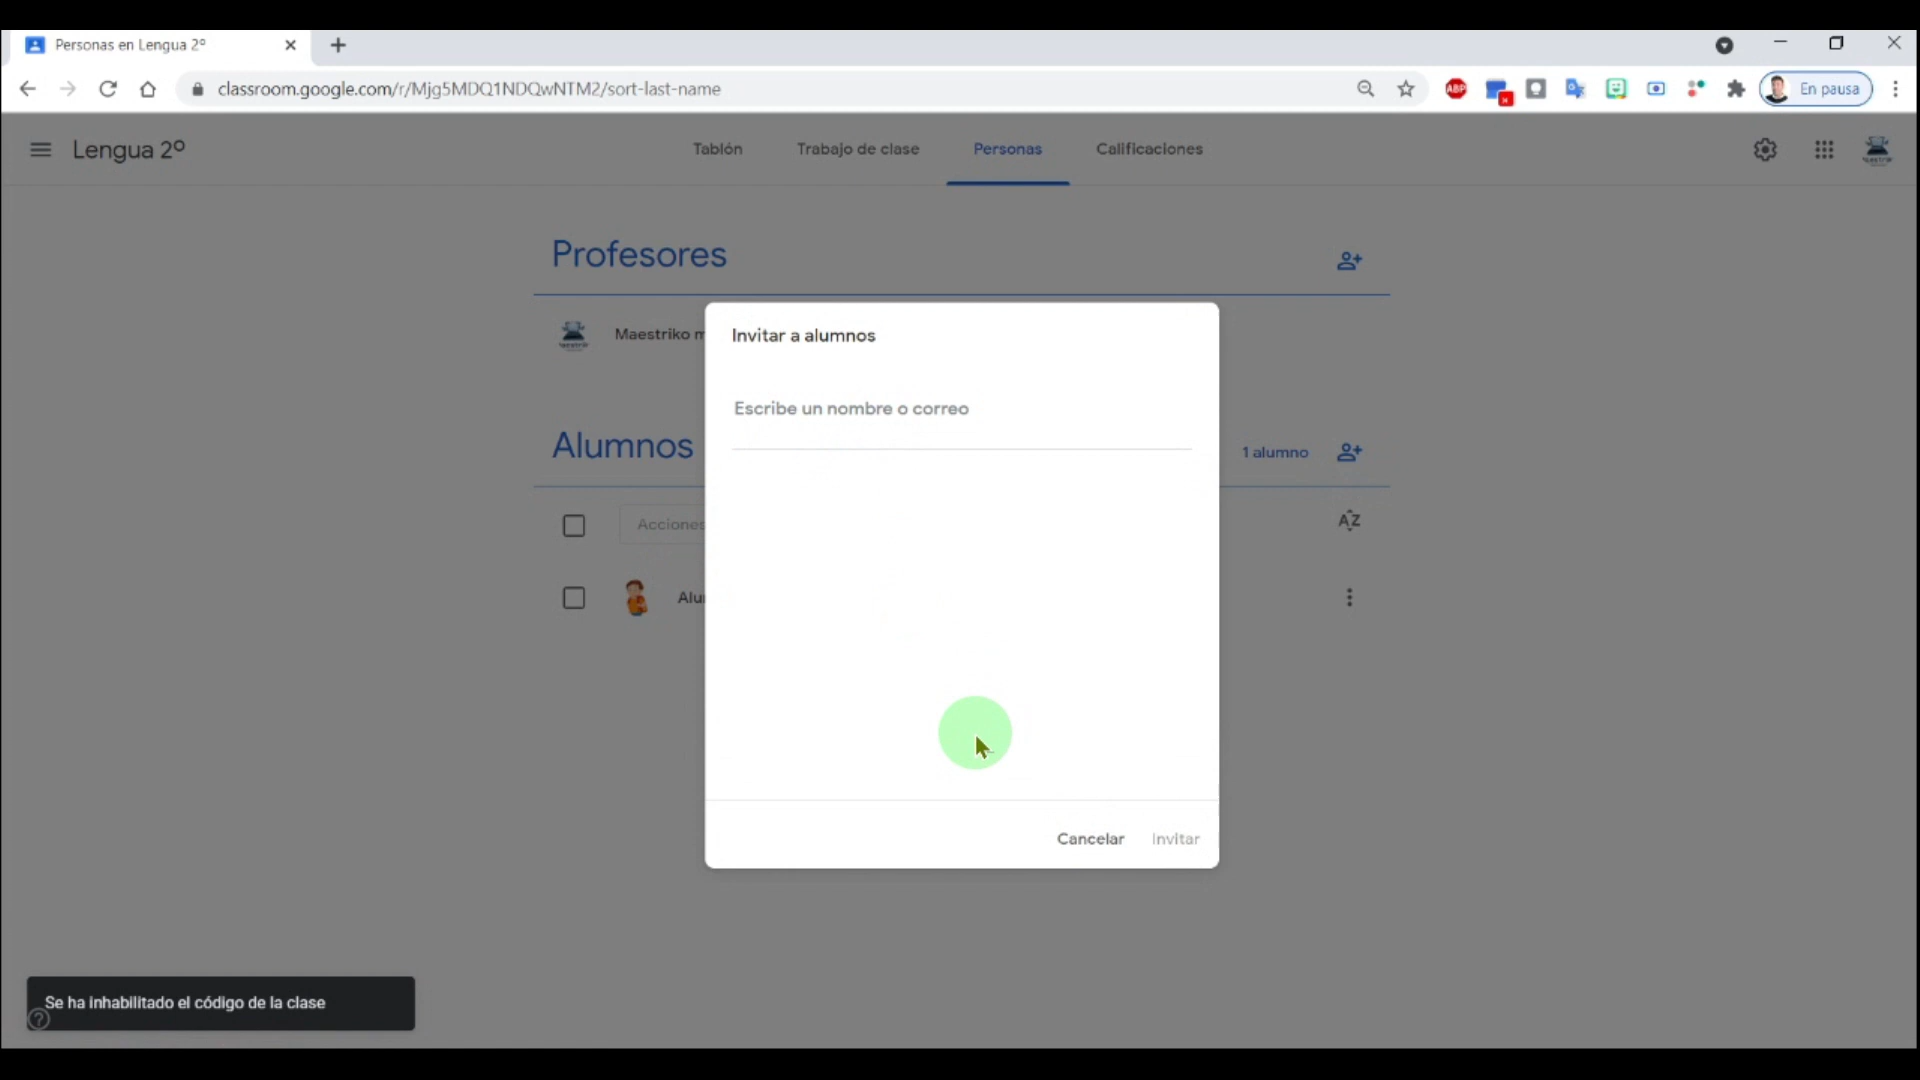 Personas en Lengua 2º
classroom.google.com/r/Mjg5MDQ1NDQwNTM2/sort-last-name
ABP
En pausa
Lengua 2º
Tablón
Trabajo de clase
Personas
Calificaciones
Profesores
Maestriko
Invitar a alumnos
Escribe un nombre o correo
Alumnos
1 alumno
Acciones
AZ
Alu
Cancelar
Invitar
Se ha inhabilitado el código de la clase